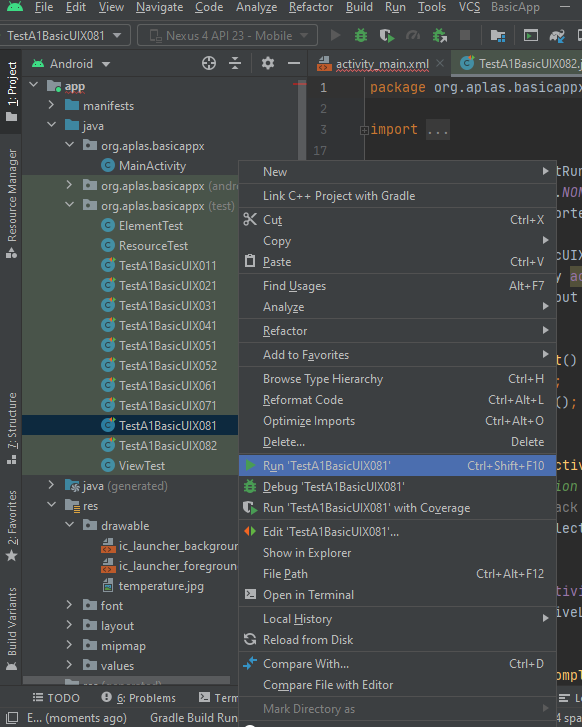 File Edit View Navigate Code Analyze Refactor Build Run Tools VCS BasicApp
TestA1BasicUIX081 Nexus 4 API 23 - Mobile
1: Project
Resource Manager
7: Structure
2: Favorites
Build Variants
Android
app
manifests
java
org.aplas.basicappx
MainActivity
org.aplas.basicappx (andr
org.aplas.basicappx (test)
ElementTest
ResourceTest
TestA1BasicUIX011
TestA1BasicUIX021
TestA1BasicUIX031
TestA1BasicUIX041
TestA1BasicUIX051
TestA1BasicUIX052
TestA1BasicUIX061
TestA1BasicUIX071
TestA1BasicUIX081
TestA1BasicUIX082
ViewTest
java (generated)
res
drawable
ic_launcher_backgroun
ic_launcher_foregroun
temperature.jpg
font
layout
mipmap
values
activity_main.xml TestA1BasicUIX082.j
1 package org.aplas.basicappx
3 import ...
17
New
Link C++ Project with Gradle
Cut Ctrl+X
Copy
Paste Ctrl+V
Find Usages Alt+F7
Analyze
Refactor
Add to Favorites
Browse Type Hierarchy Ctrl+H
Reformat Code Ctrl+Alt+L
Optimize Imports Ctrl+Alt+O
Delete... Delete
Run 'TestA1BasicUIX081' Ctrl+Shift+F10
Debug 'TestA1BasicUIX081'
Run 'TestA1BasicUIX081' with Coverage
Edit 'TestA1BasicUIX081'...
Show in Explorer
File Path Ctrl+Alt+F12
Open in Terminal
Local History
Reload from Disk
Compare With... Ctrl+D
Compare File with Editor
Mark Directory as
TODO 6: Problems Term
E... (moments ago) Gradle Build Run